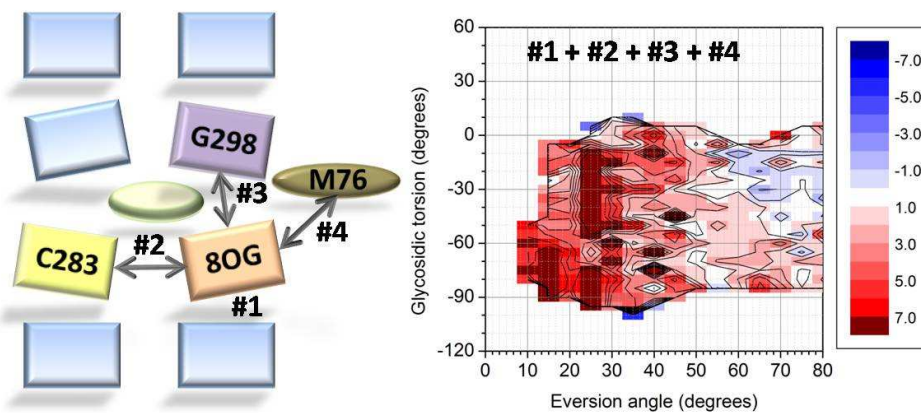 G298
#3
M76
#2
#4
C283
8OG
#1
#1 + #2 + #3 + #4
Glycosidic torsion (degrees)
60
30
0
-30
-60
-90
-120
0 10 20 30 40 50 60 70 80
Eversion angle (degrees)
-7.0
-5.0
-3.0
-1.0
1.0
3.0
5.0
7.0